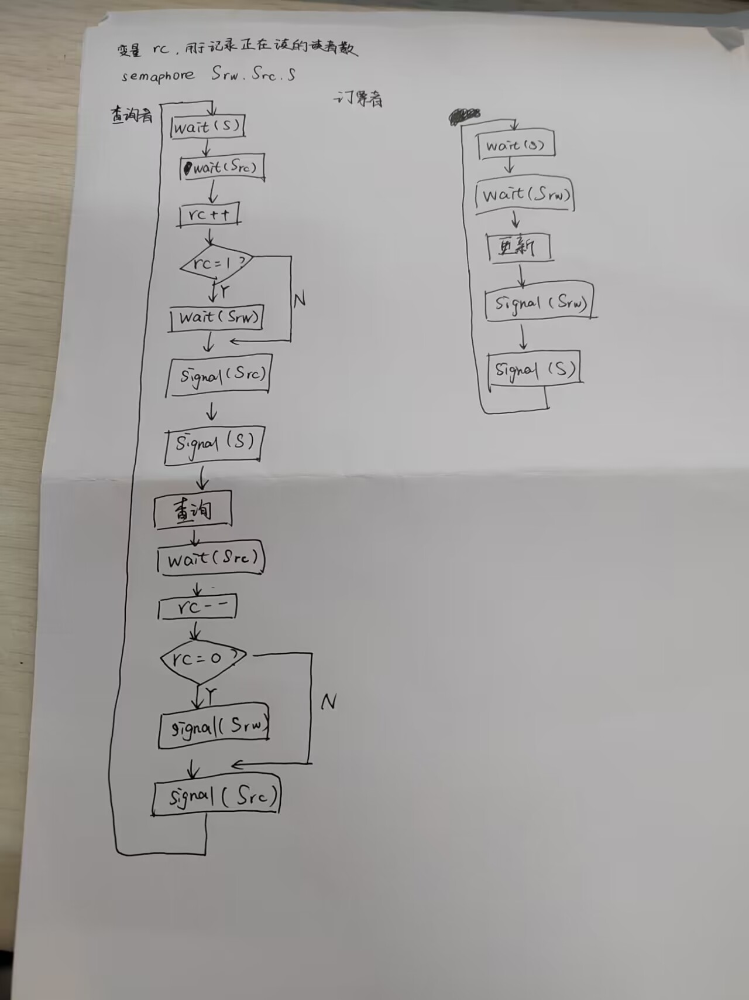 变量 rc，用于记录正在读的读者数
semaphore Srw. Src. S
查询者
wait(S)
wait(Src)
rc++
rc=1?
Y
N
wait(Srw)
signal(Src)
signal(S)
查询
wait(Src)
rc--
rc=0?
Y
N
signal(Srw)
signal(Src)
订票者
wait(S)
wait(Srw)
更新
signal(Srw)
signal(S)